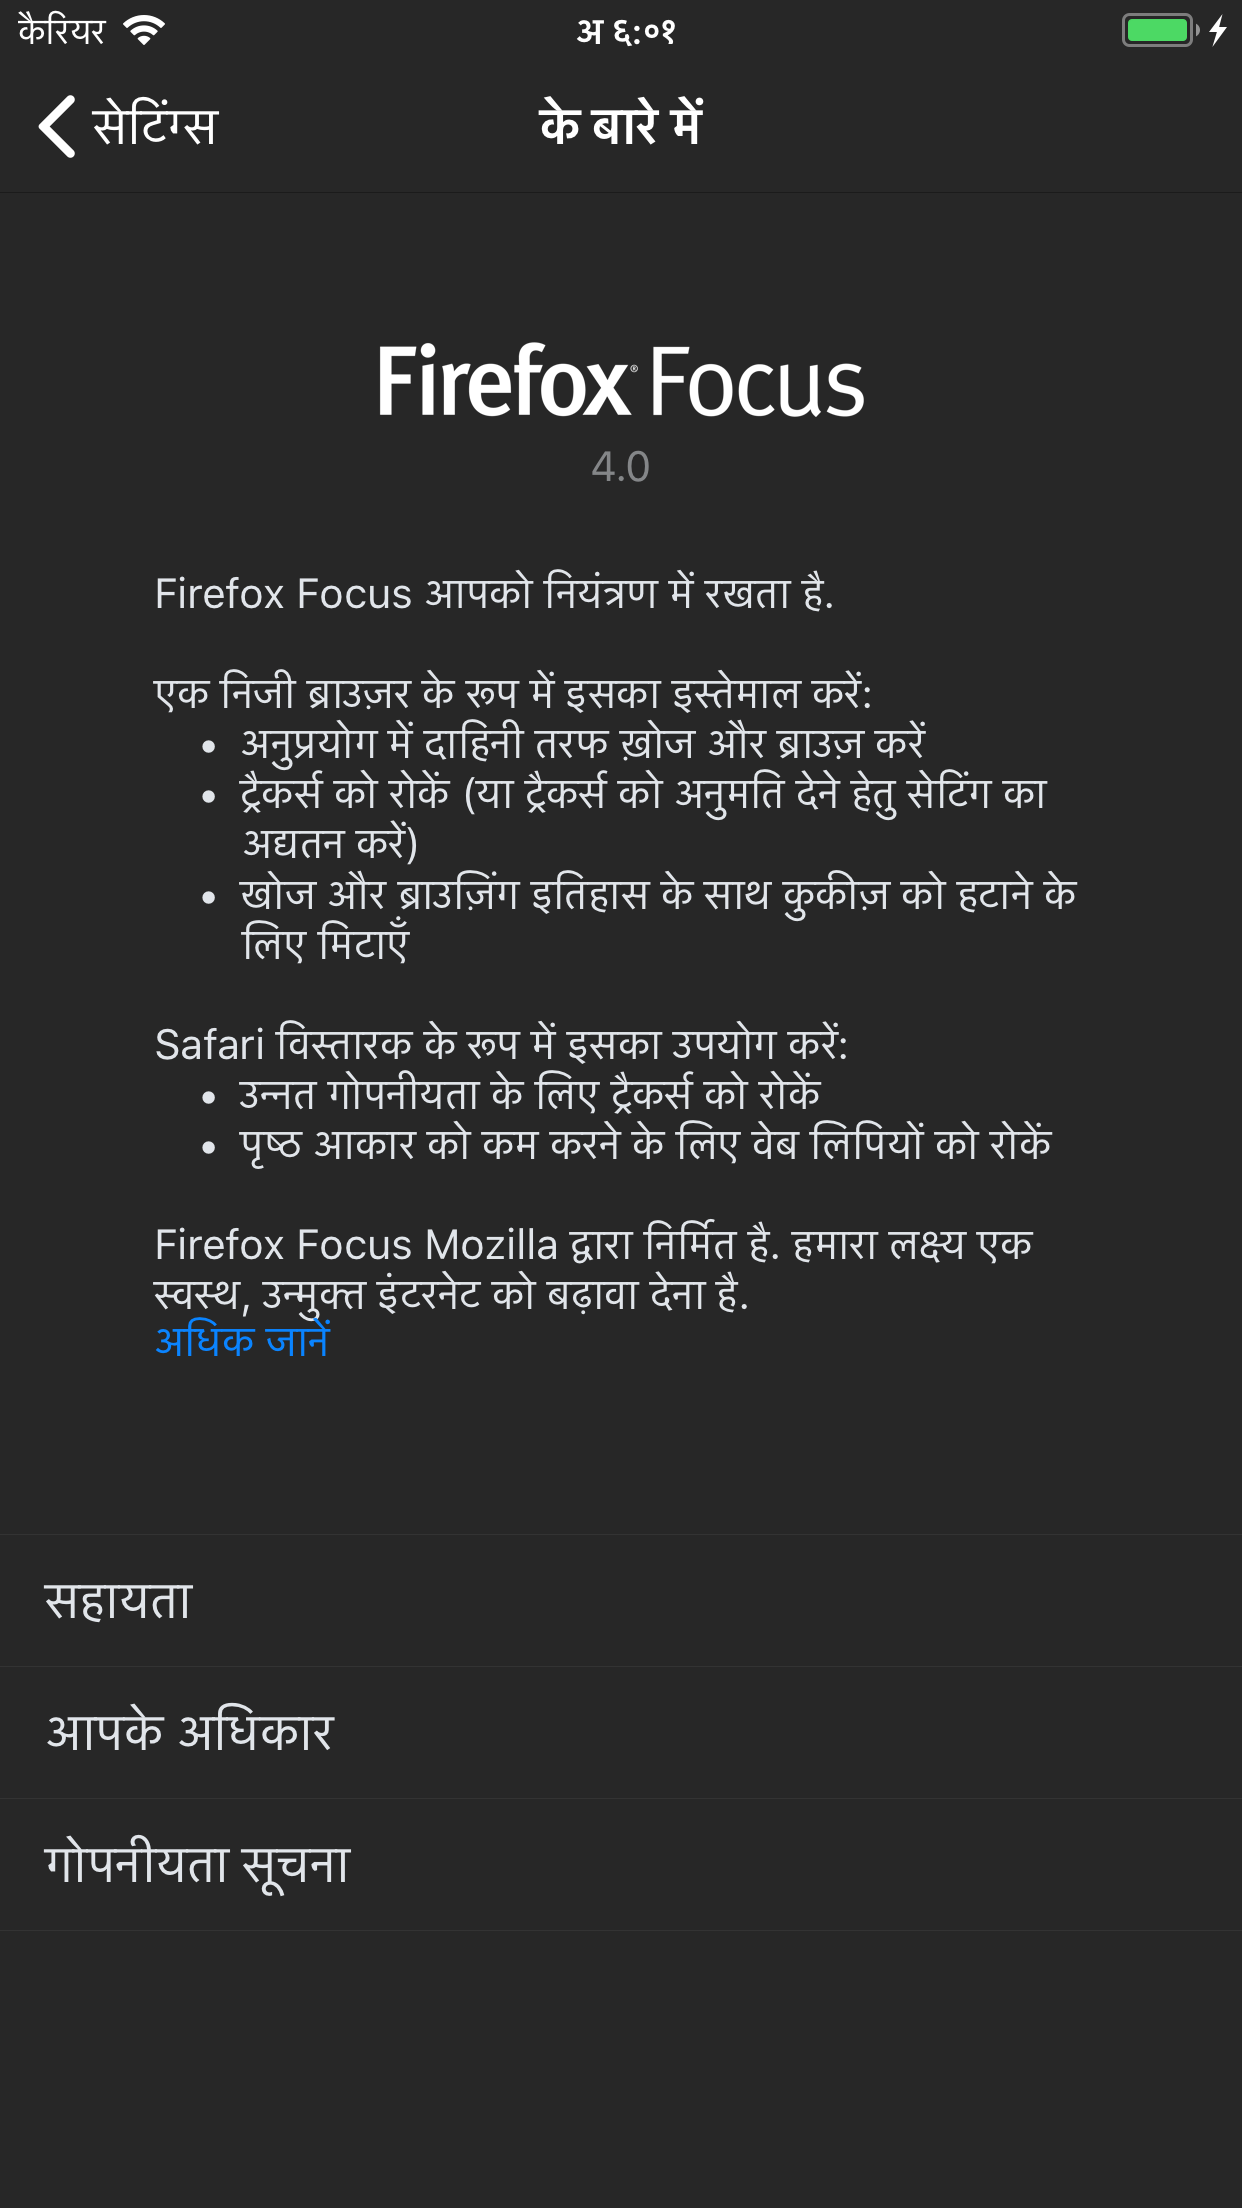 कैरियर
अ ६:०१
सेटिंग्स
के बारे में
Firefox® Focus
4.0
Firefox Focus आपको नियंत्रण में रखता है.
एक निजी ब्राउज़र के रूप में इसका इस्तेमाल करें:
• अनुप्रयोग में दाहिनी तरफ ख़ोज और ब्राउज़ करें
• ट्रैकर्स को रोकें (या ट्रैकर्स को अनुमति देने हेतु सेटिंग का
अद्यतन करें)
• खोज और ब्राउज़िंग इतिहास के साथ कुकीज़ को हटाने के
लिए मिटाएँ
Safari विस्तारक के रूप में इसका उपयोग करें:
• उन्नत गोपनीयता के लिए ट्रैकर्स को रोकें
• पृष्ठ आकार को कम करने के लिए वेब लिपियों को रोकें
Firefox Focus Mozilla द्वारा निर्मित है. हमारा लक्ष्य एक
स्वस्थ, उन्मुक्त इंटरनेट को बढ़ावा देना है.
अधिक जानें
सहायता
आपके अधिकार
गोपनीयता सूचना